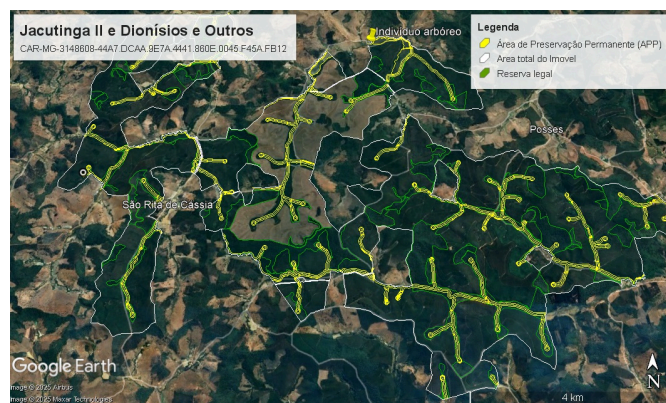 Jacutinga II e Dionísios e Outros
CAR-MG-3148608-44A7.DCAA.9E7A.4441.860E.0045.F45A.FB12
Indivíduo arbóreo
Legenda
Área de Preservação Permanente (APP)
Area total do Imovel
Reserva legal
Posses
São Rita de Cássia
Google Earth
Image © 2025 Airbus
Image © 2025 Maxar Technologies
4 km
N